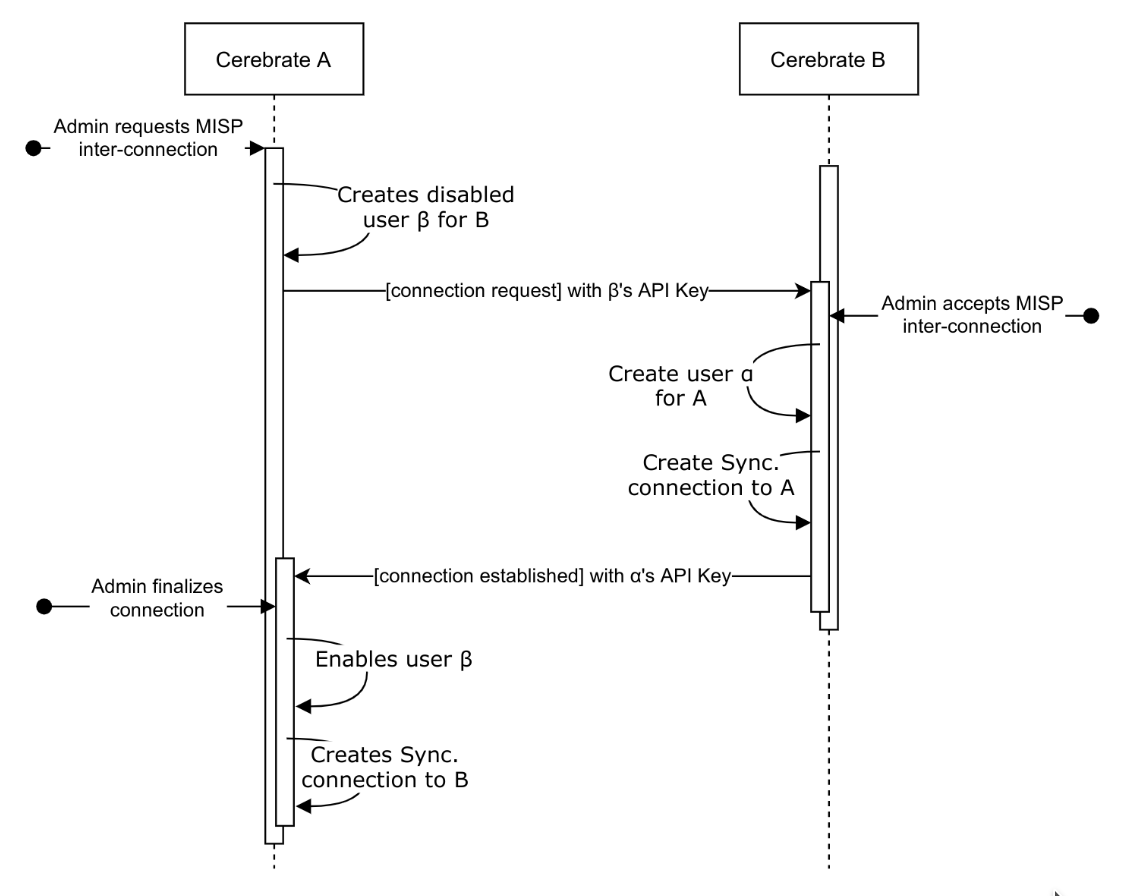 Cerebrate A
Cerebrate B
Admin requests MISP
inter-connection
Creates disabled
user β for B
[connection request] with β's API Key
Admin accepts MISP
inter-connection
Create user α
for A
Create Sync.
connection to A
[connection established] with α's API Key
Admin finalizes
connection
Enables user β
Creates Sync.
connection to B